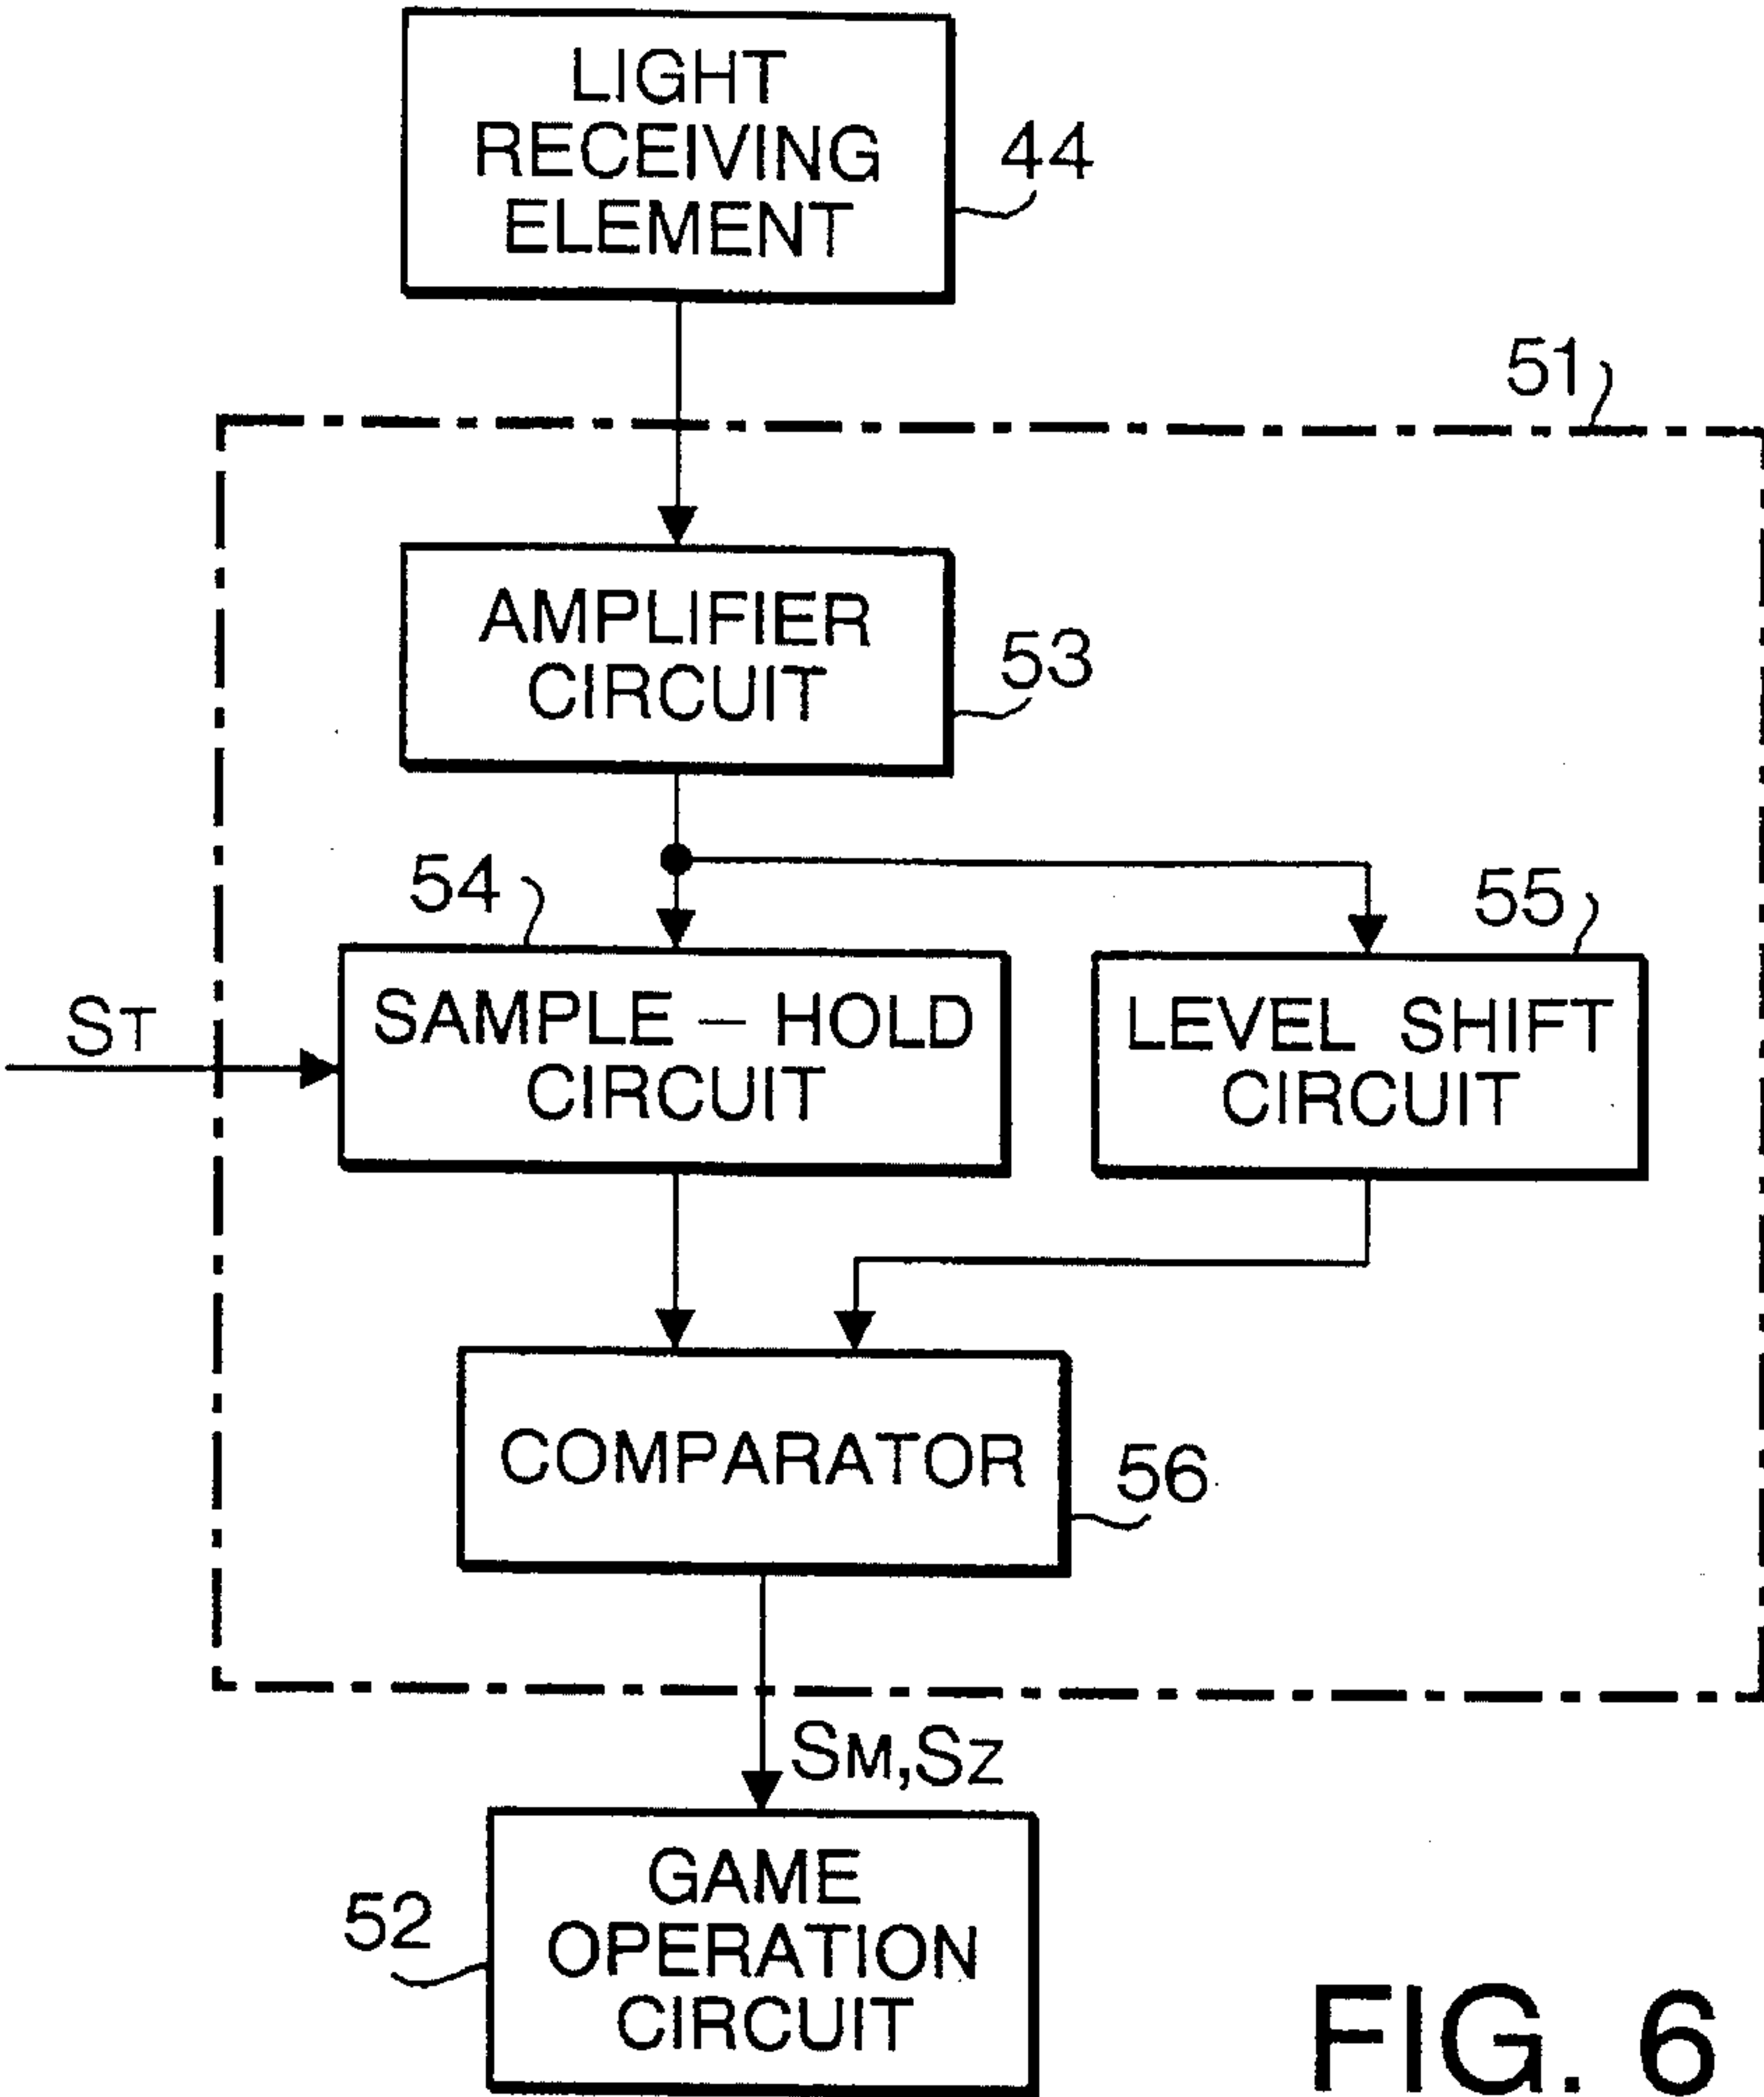 LIGHT
RECEIVING
ELEMENT
44
51
AMPLIFIER
CIRCUIT
53
54
55
ST
SAMPLE – HOLD
CIRCUIT
LEVEL SHIFT
CIRCUIT
COMPARATOR
56
SM,SZ
GAME
OPERATION
CIRCUIT
52
FIG. 6